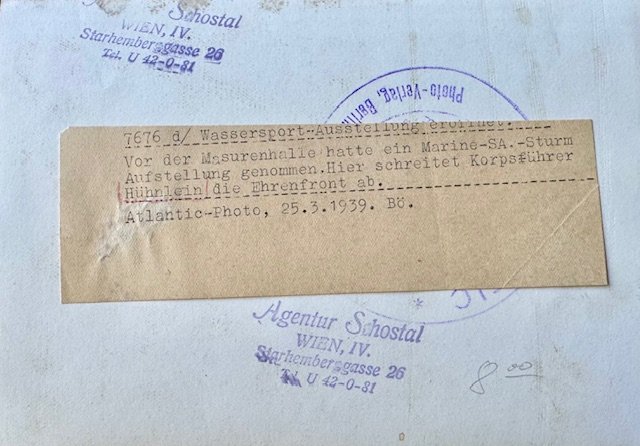 Agentur Schostal
WIEN, IV.
Starhemberggasse 26
Tel. U 42-0-81
Photo-Verlag, Berlin
7676 d/ Wassersport-Ausstellung eröffnet.
Vor der Masurenhalle hatte ein Marine-SA.-Sturm
Aufstellung genommen.Hier schreitet Korpsführer
Hühnlein die Ehrenfront ab.
Atlantic-Photo, 25.3.1939. Bö.
Agentur Schostal
WIEN, IV.
Starhemberggasse 26
Tel. U 42-0-81
8 00